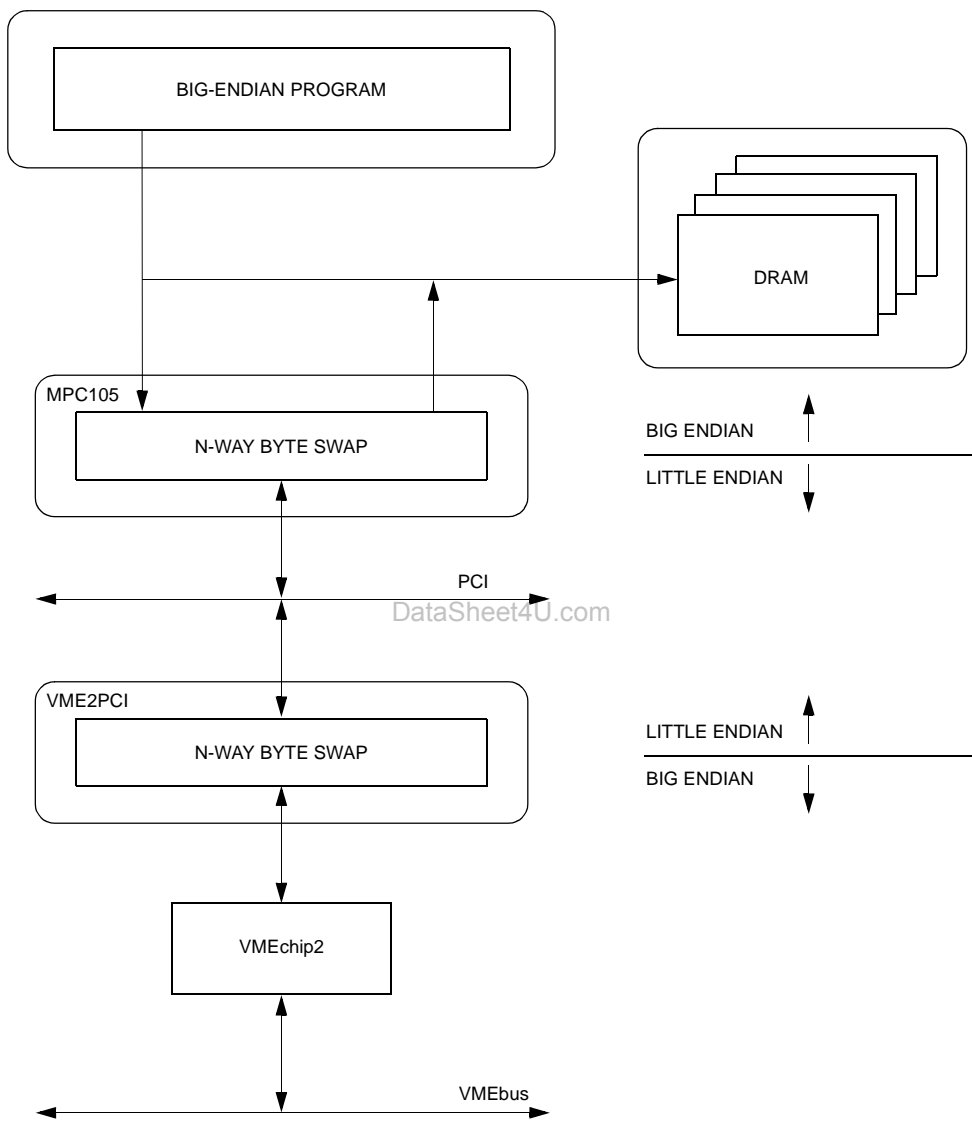 BIG-ENDIAN PROGRAM
DRAM
MPC105
N-WAY BYTE SWAP
BIG ENDIAN
LITTLE ENDIAN
PCI
DataSheet4U.com
VME2PCI
N-WAY BYTE SWAP
LITTLE ENDIAN
BIG ENDIAN
VMEchip2
VMEbus